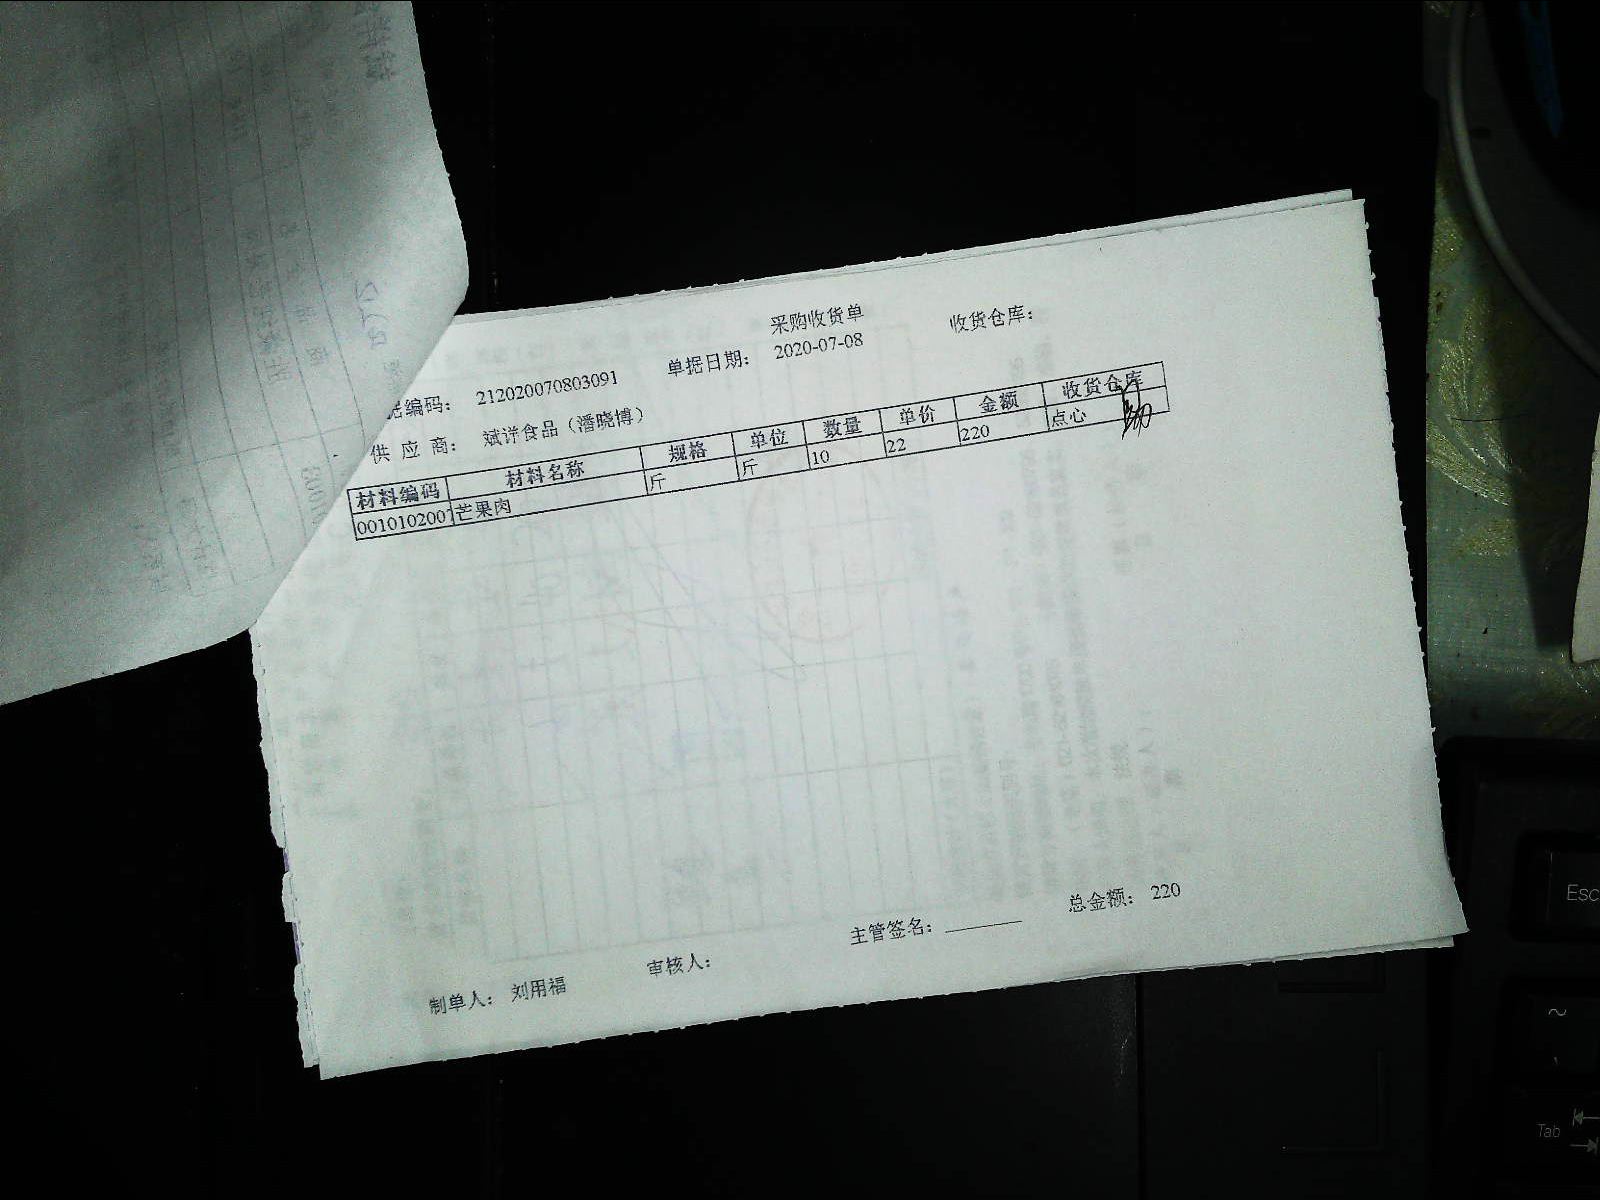 采购收货单
据编码： 212020070803091 单据日期： 2020-07-08 收货仓库：
供 应 商： 斌洋食品（潘晓博）
材料编码 材料名称 规格 单位 数量 单价 金额 收货仓库
0010102007 芒果肉 斤 斤 10 22 220 点心
制单人： 刘用福 审核人： 主管签名： 总金额： 220
Esc
~
Tab